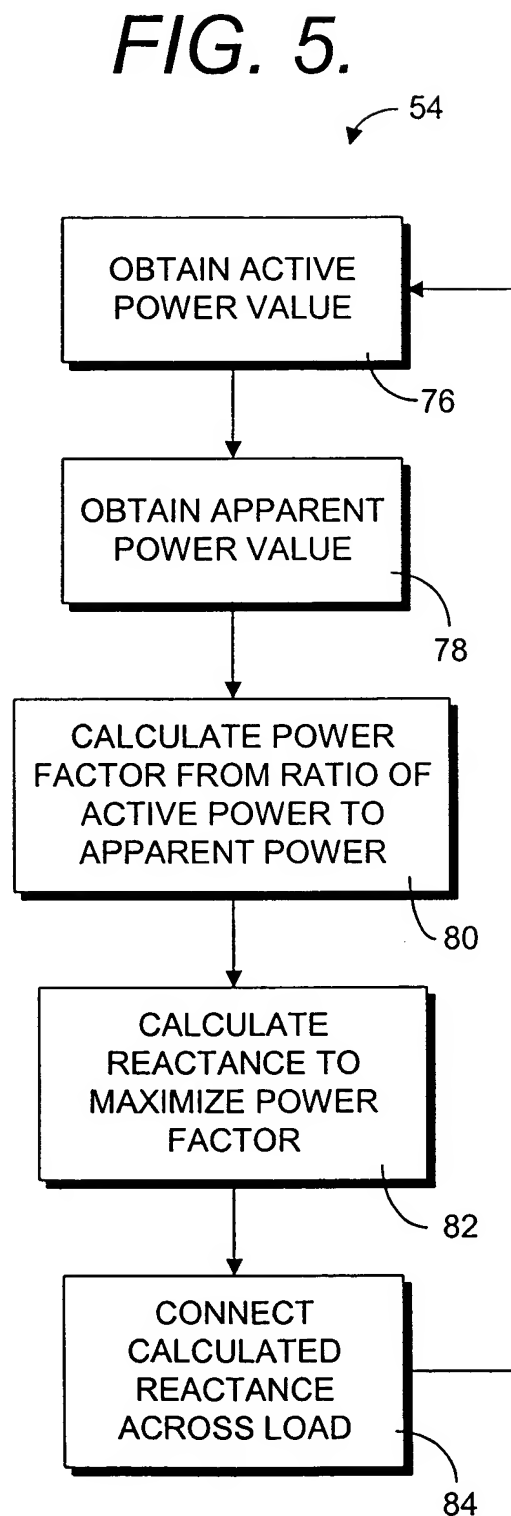 FIG. 5.
54
OBTAIN ACTIVE
POWER VALUE
76
OBTAIN APPARENT
POWER VALUE
78
CALCULATE POWER
FACTOR FROM RATIO OF
ACTIVE POWER TO
APPARENT POWER
80
CALCULATE
REACTANCE TO
MAXIMIZE POWER
FACTOR
82
CONNECT
CALCULATED
REACTANCE
ACROSS LOAD
84